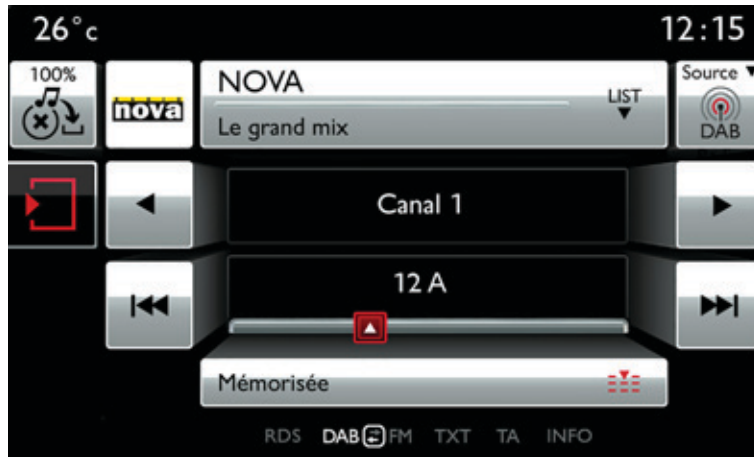 26°c 12:15
100%
nova
NOVA
Le grand mix
LIST
Source
DAB
Canal 1
12 A
Mémorisée
RDS DAB FM TXT TA INFO